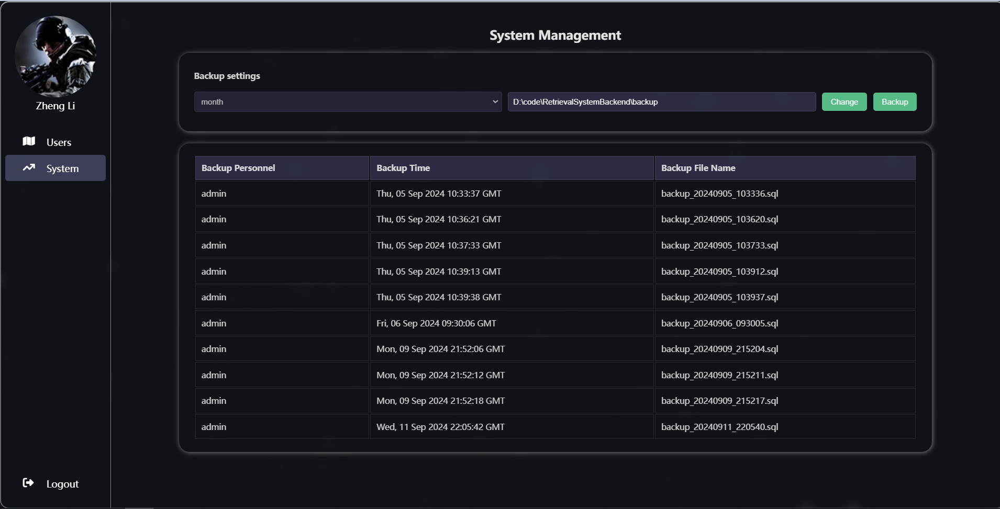 Zheng Li
Users
System
Logout
System Management
Backup settings
month D:\code\RetrievalSystemBackend\backup Change Backup
Backup Personnel Backup Time Backup File Name
admin Thu, 05 Sep 2024 10:33:37 GMT backup_20240905_103336.sql
admin Thu, 05 Sep 2024 10:36:21 GMT backup_20240905_103620.sql
admin Thu, 05 Sep 2024 10:37:33 GMT backup_20240905_103733.sql
admin Thu, 05 Sep 2024 10:39:13 GMT backup_20240905_103912.sql
admin Thu, 05 Sep 2024 10:39:38 GMT backup_20240905_103937.sql
admin Fri, 06 Sep 2024 09:30:06 GMT backup_20240906_093005.sql
admin Mon, 09 Sep 2024 21:52:06 GMT backup_20240909_215204.sql
admin Mon, 09 Sep 2024 21:52:12 GMT backup_20240909_215211.sql
admin Mon, 09 Sep 2024 21:52:18 GMT backup_20240909_215217.sql
admin Wed, 11 Sep 2024 22:05:42 GMT backup_20240911_220540.sql